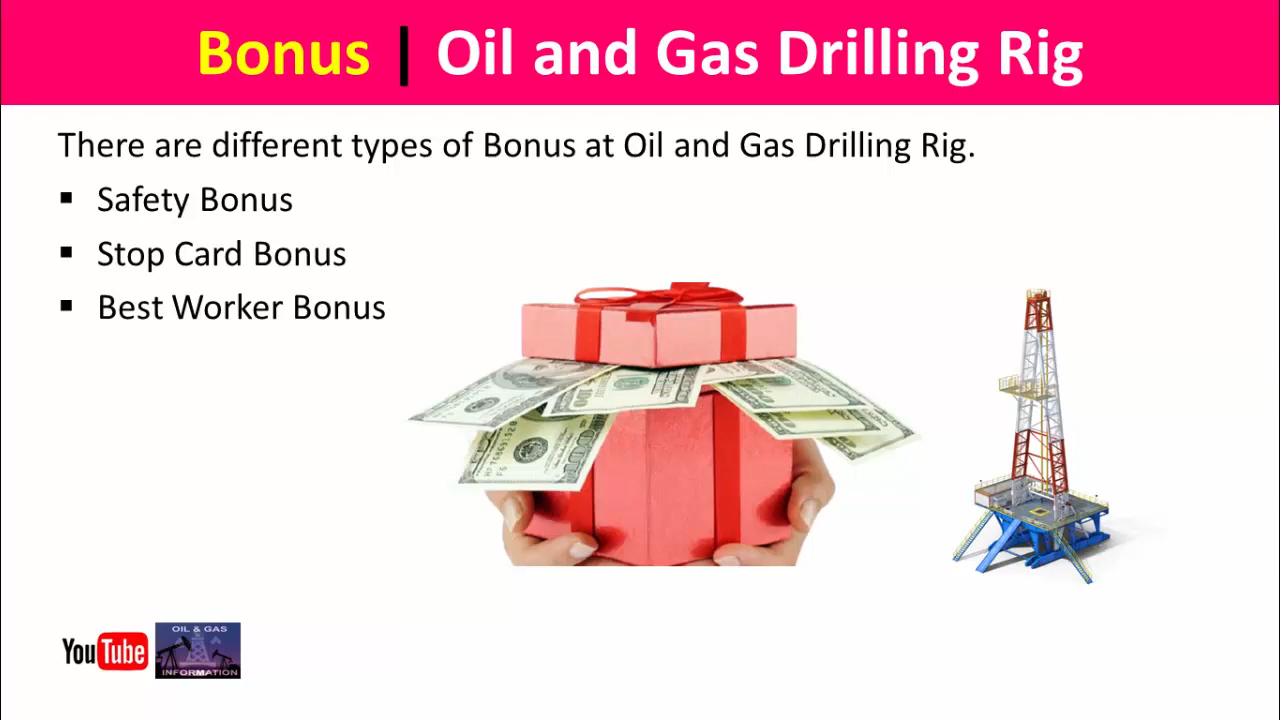 Bonus | Oil and Gas Drilling Rig
There are different types of Bonus at Oil and Gas Drilling Rig.
▪ Safety Bonus
▪ Stop Card Bonus
▪ Best Worker Bonus
YouTube
OIL & GAS
INFORMATION